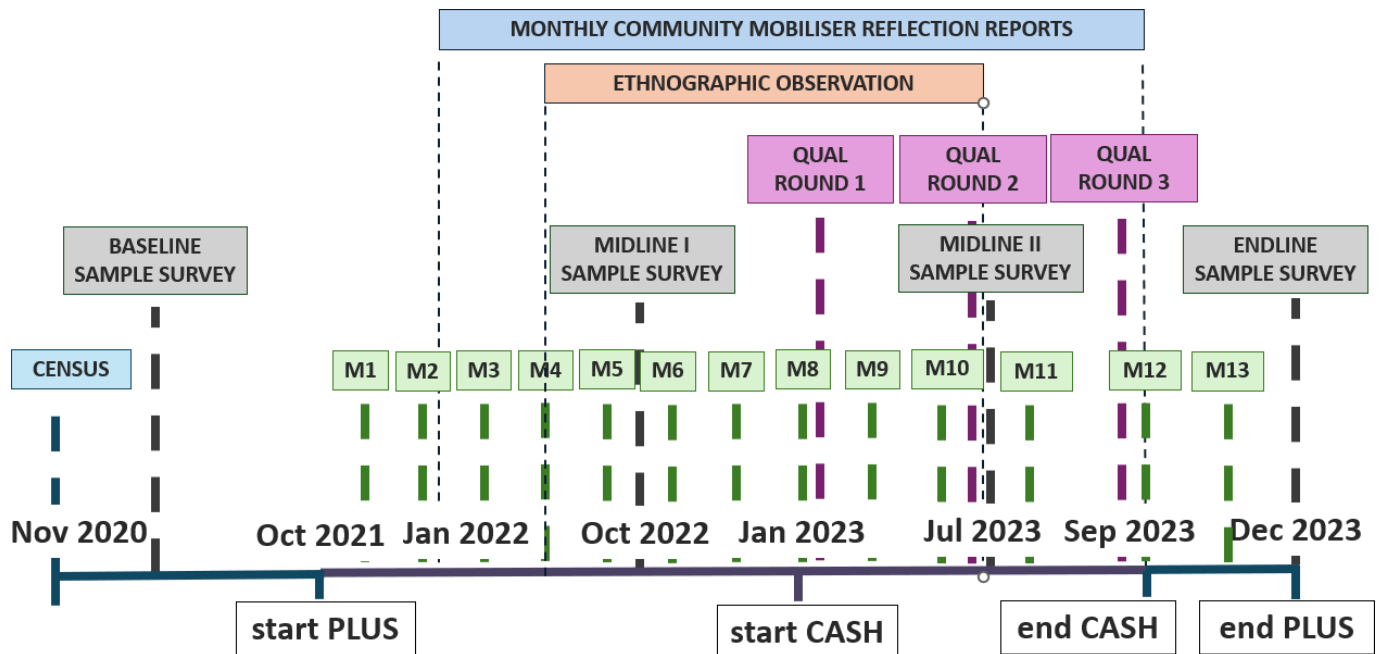 MONTHLY COMMUNITY MOBILISER REFLECTION REPORTS
ETHNOGRAPHIC OBSERVATION
QUAL
ROUND 1
QUAL
ROUND 2
QUAL
ROUND 3
BASELINE
SAMPLE SURVEY
MIDLINE I
SAMPLE SURVEY
MIDLINE II
SAMPLE SURVEY
ENDLINE
SAMPLE SURVEY
CENSUS
M1
M2
M3
M4
M5
M6
M7
M8
M9
M10
M11
M12
M13
Nov 2020
Oct 2021
Jan 2022
Oct 2022
Jan 2023
Jul 2023
Sep 2023
Dec 2023
start PLUS
start CASH
end CASH
end PLUS